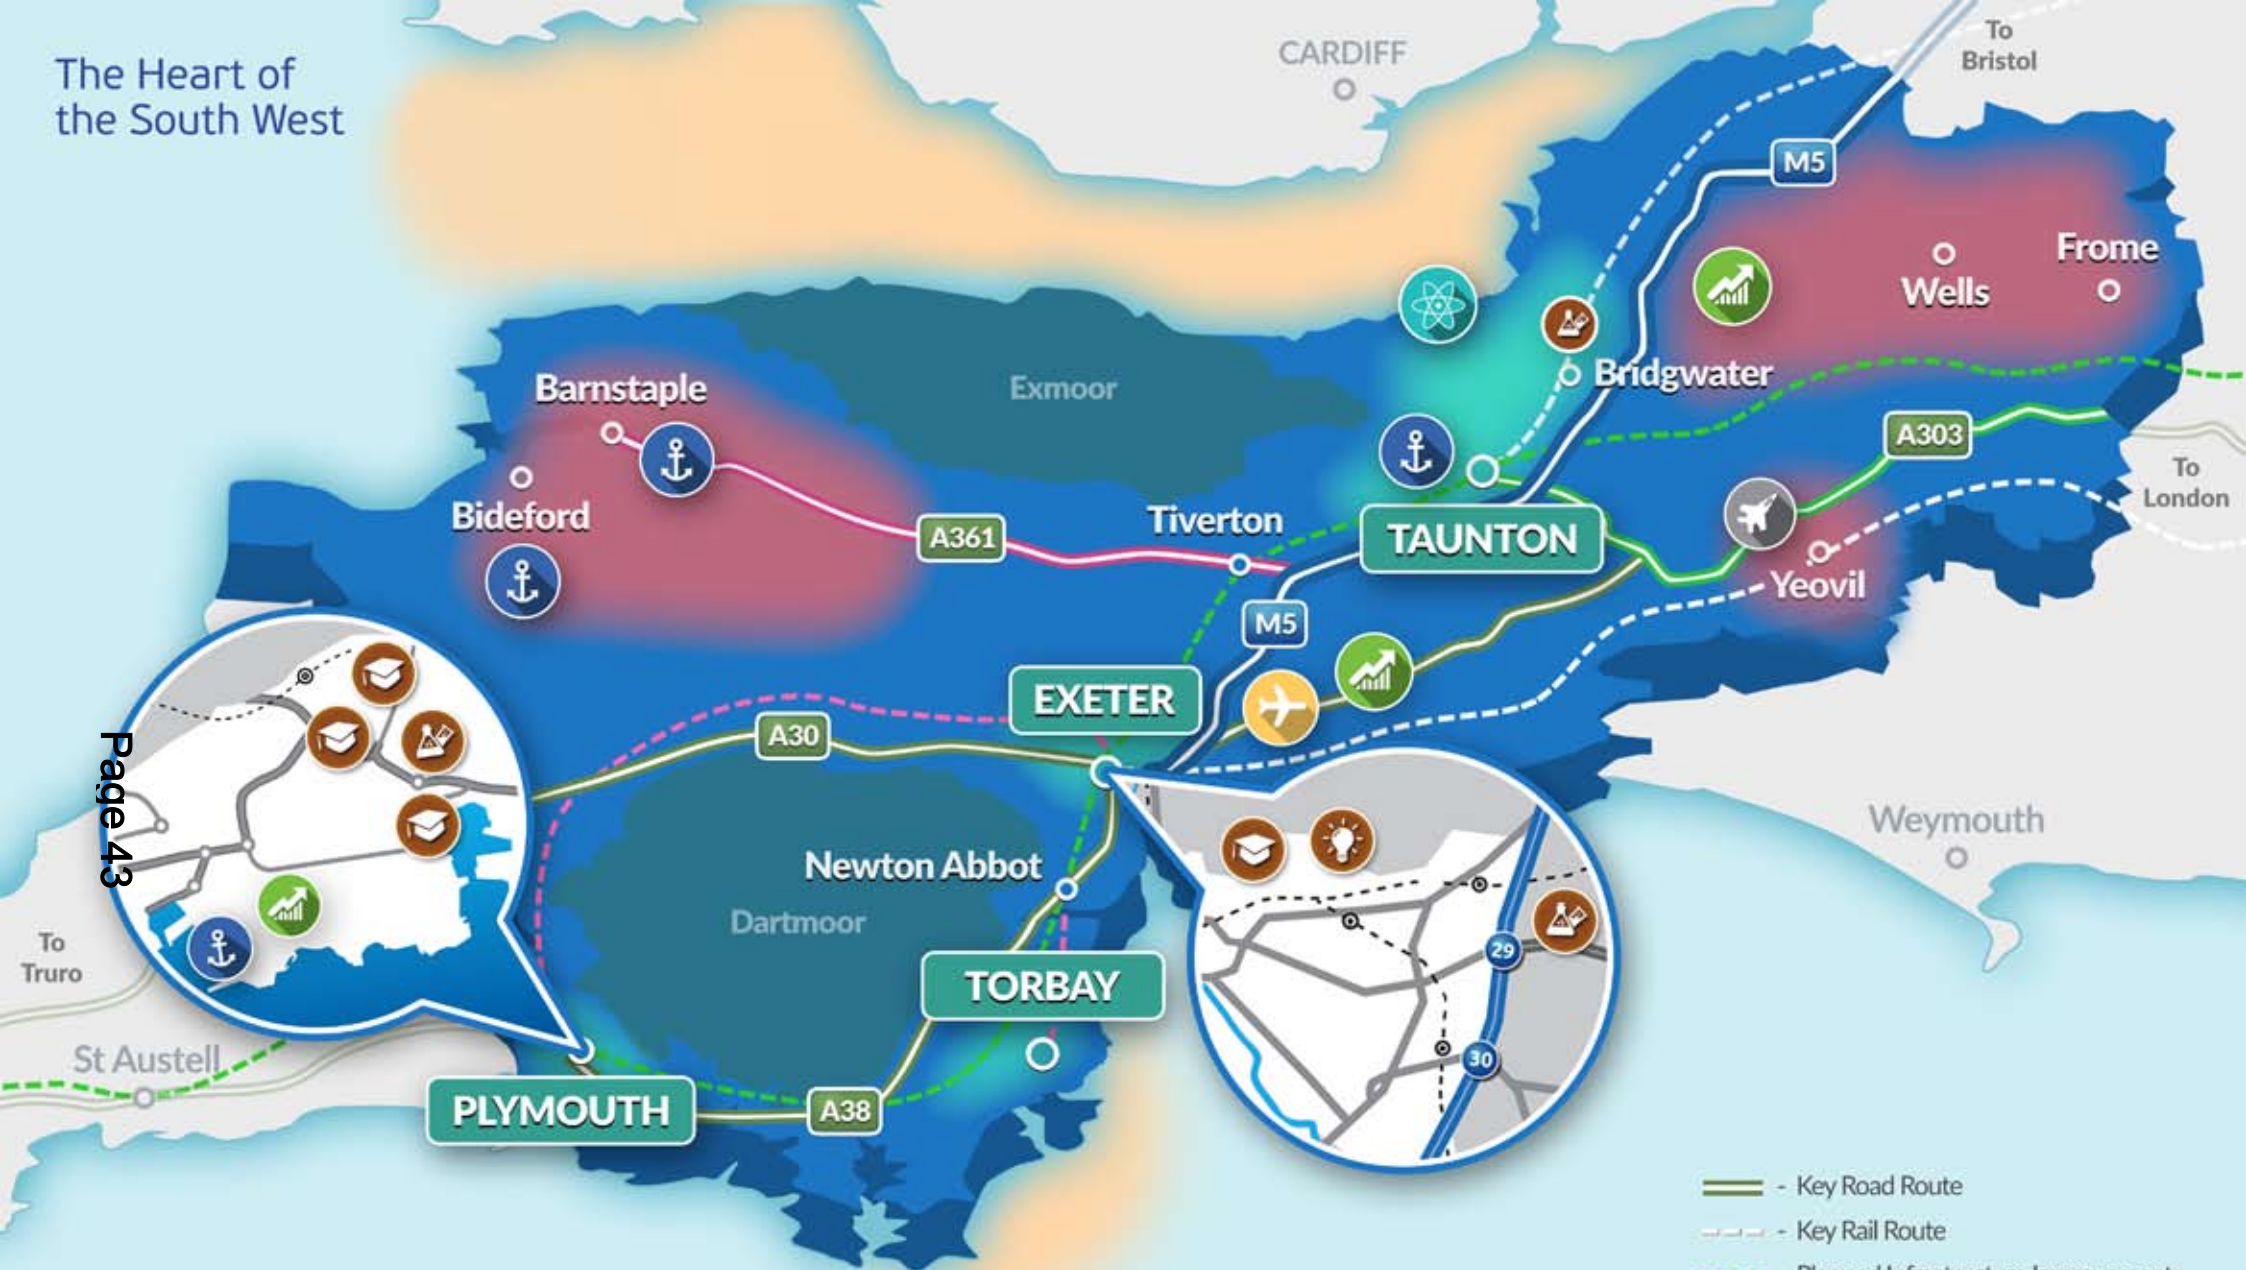 The Heart of
the South West
CARDIFF
To
Bristol
M5
Frome
Wells
Barnstaple
Exmoor
Bridgwater
A303
To
London
Bideford
Tiverton
A361
TAUNTON
Yeovil
M5
EXETER
A30
Page 43
Newton Abbot
Dartmoor
Weymouth
To
Truro
29
TORBAY
30
St Austell
PLYMOUTH
A38
- Key Road Route
- Key Rail Route